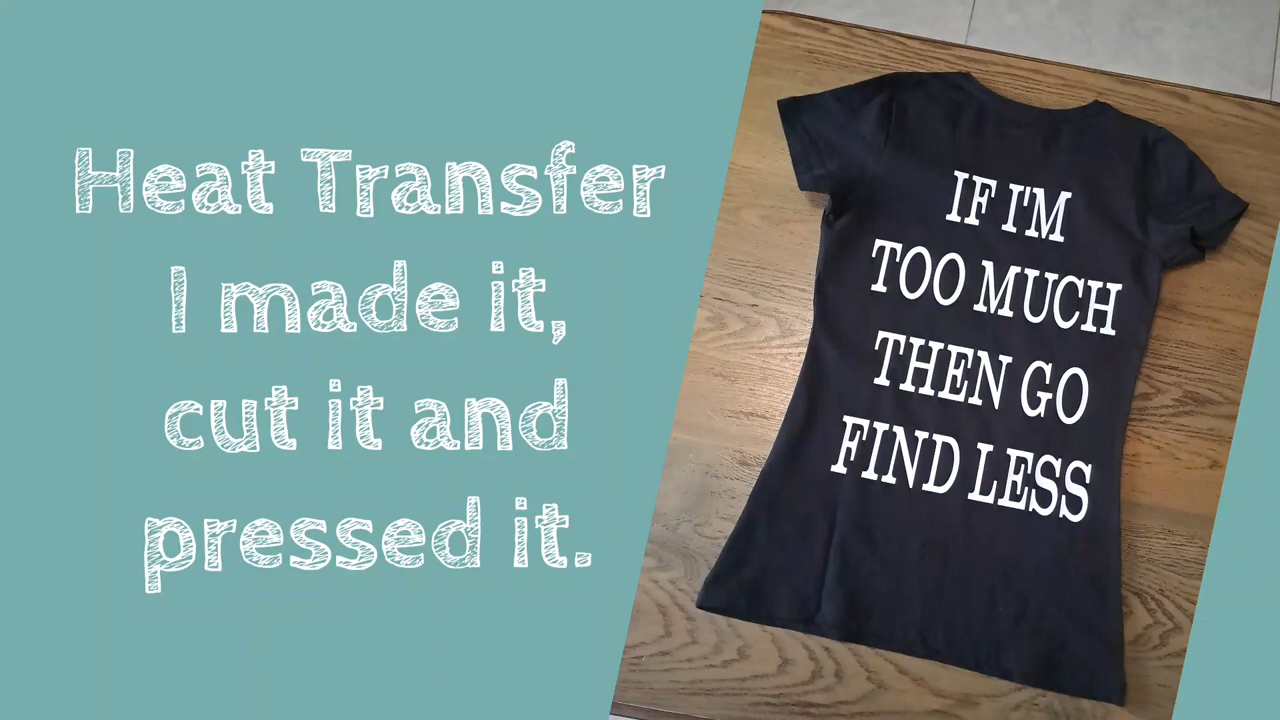 Heat Transfer
I made it,
cut it and
pressed it.
IF I'M
TOO MUCH
THEN GO
FIND LESS